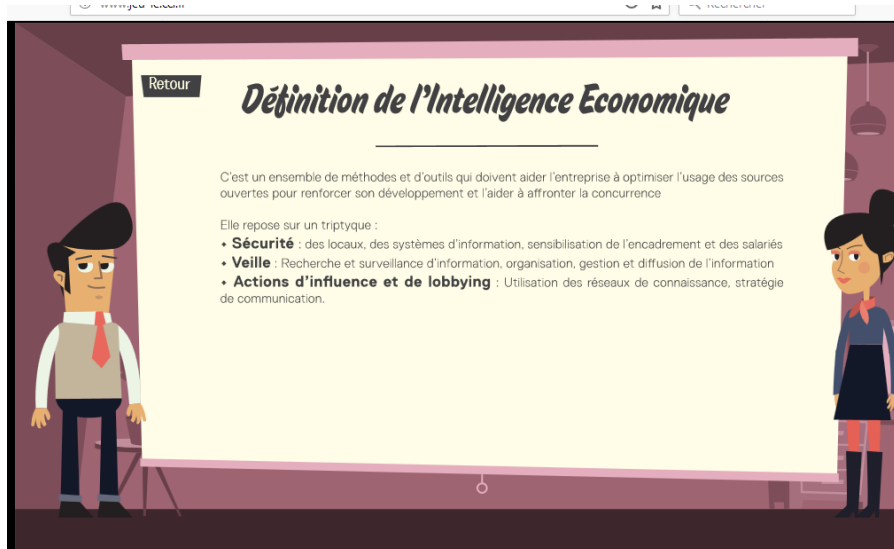 Retour
Définition de l'Intelligence Economique
C'est un ensemble de méthodes et d'outils qui doivent aider l'entreprise à optimiser l'usage des sources
ouvertes pour renforcer son développement et l'aider à affronter la concurrence
Elle repose sur un triptyque :
• Sécurité : des locaux, des systèmes d'information, sensibilisation de l'encadrement et des salariés
• Veille : Recherche et surveillance d'information, organisation, gestion et diffusion de l'information
• Actions d'influence et de lobbying : Utilisation des réseaux de connaissance, stratégie
de communication.